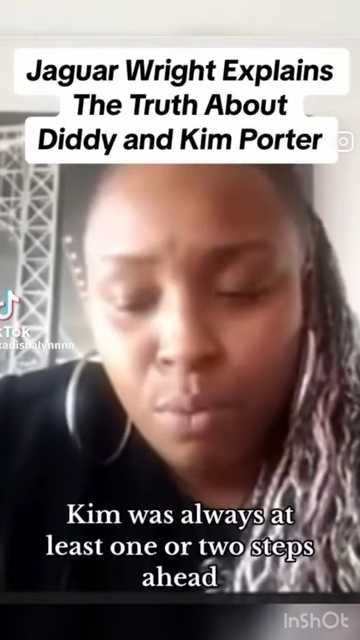 Jaguar Wright Explains
The Truth About
Diddy and Kim Porter
Kim was always at
least one or two steps
ahead
InShOt